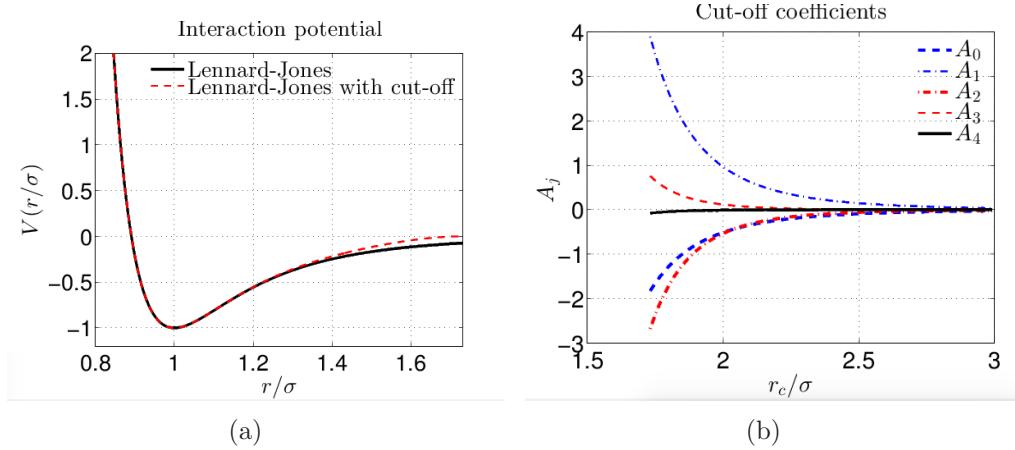 Interaction potential
2
1.5
1
0.5
0
−0.5
−1
V(r/σ)
Lennard-Jones
Lennard-Jones with cut-off
0.8
1
1.2
1.4
1.6
r/σ
(a)
Cut-off coefficients
4
3
2
1
0
−1
−2
−3
A_j
A_0
A_1
A_2
A_3
A_4
1.5
2
2.5
3
r_c/σ
(b)